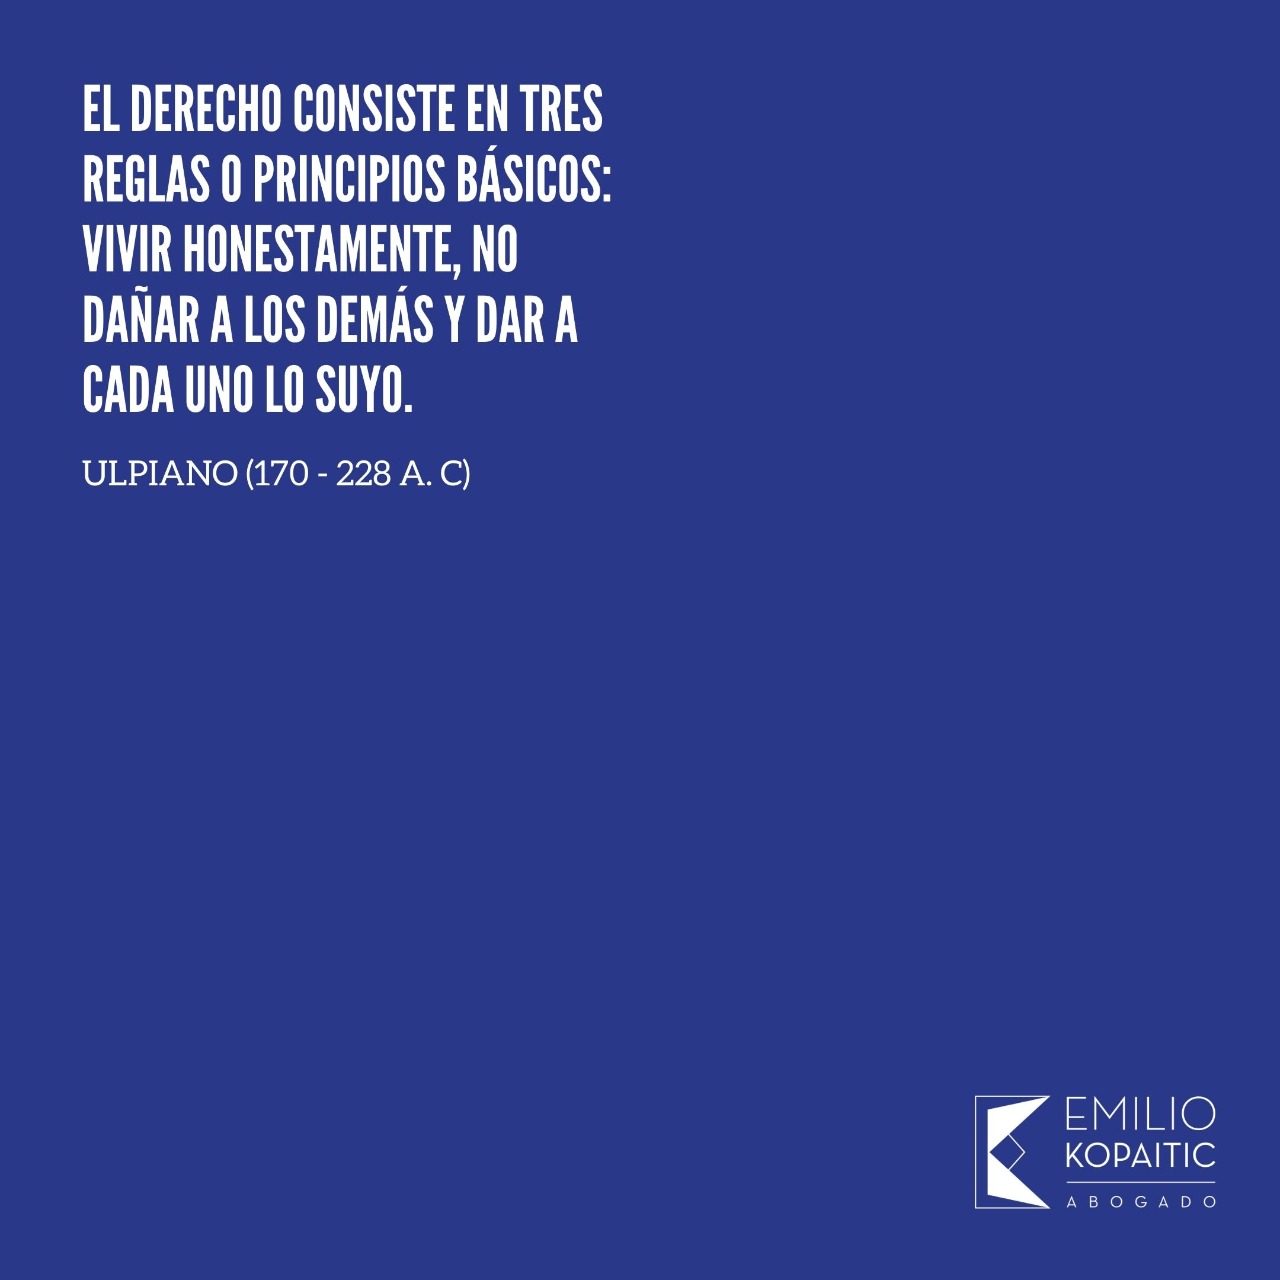 EL DERECHO CONSISTE EN TRES
REGLAS O PRINCIPIOS BÁSICOS:
VIVIR HONESTAMENTE, NO
DAÑAR A LOS DEMÁS Y DAR A
CADA UNO LO SUYO.
ULPIANO (170 - 228 A. C)
EMILIO
KOPAITIC
ABOGADO